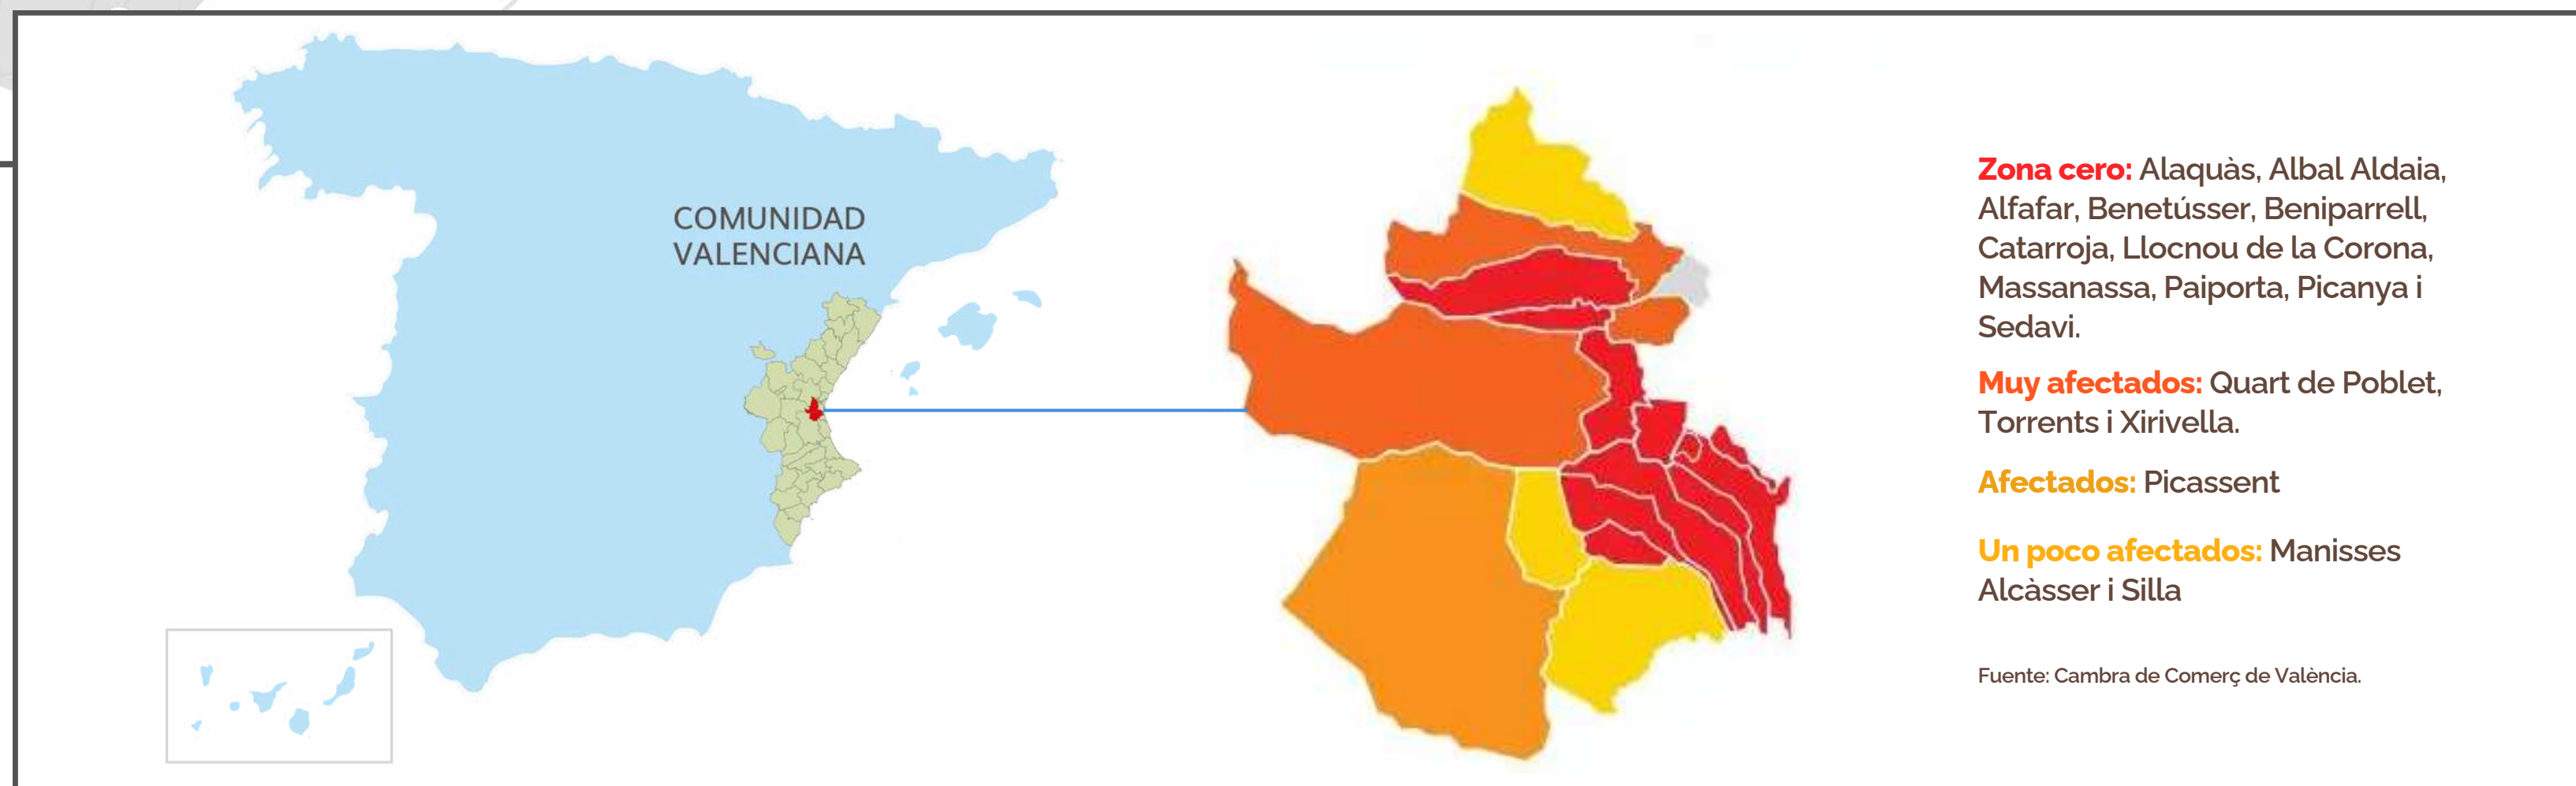 COMUNIDAD
VALENCIANA
Zona cero: Alaquàs, Albal Aldaia,
Alfafar, Benetússer, Beniparrell,
Catarroja, Llocnou de la Corona,
Massanassa, Paiporta, Picanya i
Sedavi.
Muy afectados: Quart de Poblet,
Torrents i Xirivella.
Afectados: Picassent
Un poco afectados: Manisses
Alcàsser i Silla
Fuente: Cambra de Comerç de València.